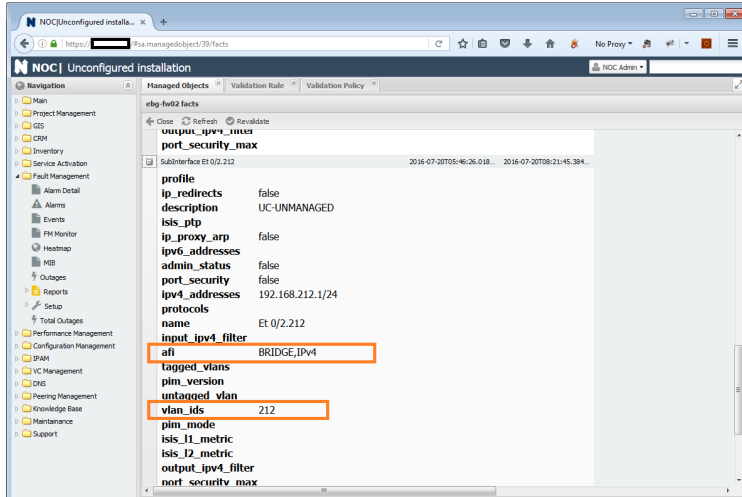 NOC|Unconfigured installa...
https://
/#sa.managedobject/39/facts
No Proxy
NOC| Unconfigured installation
NOC Admin
Navigation
Main
Project Management
GIS
CRM
Inventory
Service Activation
Fault Management
Alarm Detail
Alarms
Events
FM Monitor
Heatmap
MIB
Outages
Reports
Setup
Total Outages
Performance Management
Configuration Management
IPAM
VC Management
DNS
Peering Management
Knowledge Base
Maintainance
Support
Managed Objects
Validation Rule
Validation Policy
ebg-fw02 facts
Close Refresh Revalidate
output_ipv4_filter
port_security_max
SubInterface Et 0/2.212 2016-07-20T05:46:26.018... 2016-07-20T08:21:45.384...
profile
ip_redirects false
description UC-UNMANAGED
isis_ptp
ip_proxy_arp false
ipv6_addresses
admin_status false
port_security false
ipv4_addresses 192.168.212.1/24
protocols
name Et 0/2.212
input_ipv4_filter
afi BRIDGE,IPv4
tagged_vlans
pim_version
untagged_vlan
vlan_ids 212
pim_mode
isis_l1_metric
isis_l2_metric
output_ipv4_filter
port_security_max